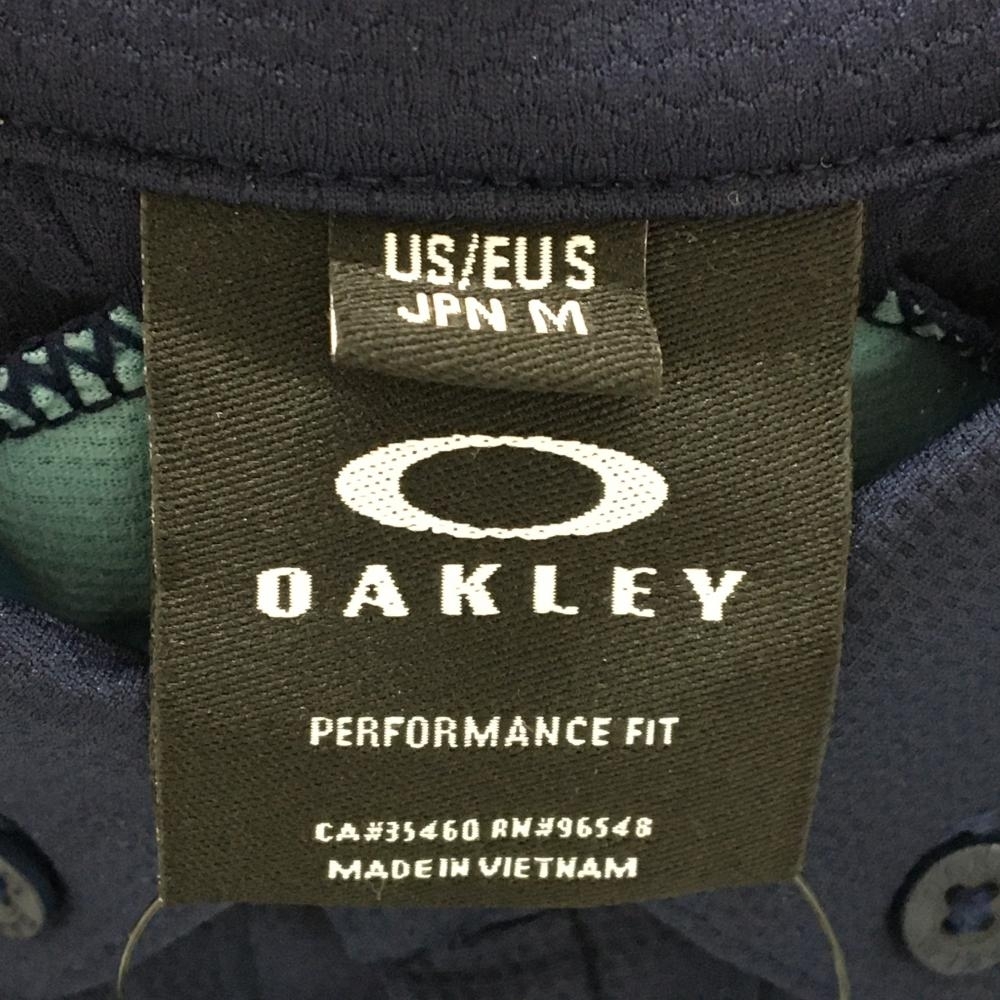 US/EU S
JPN M
OAKLEY
PERFORMANCE FIT
CA#35460 RN#96548
MADE IN VIETNAM